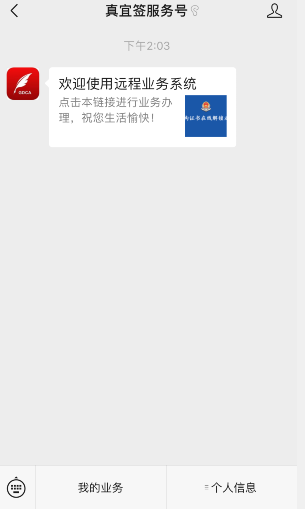 真宜签服务号
下午2:03
欢迎使用远程业务系统
点击本链接进行业务办
理，祝您生活愉快！
GDCA
我的业务
个人信息